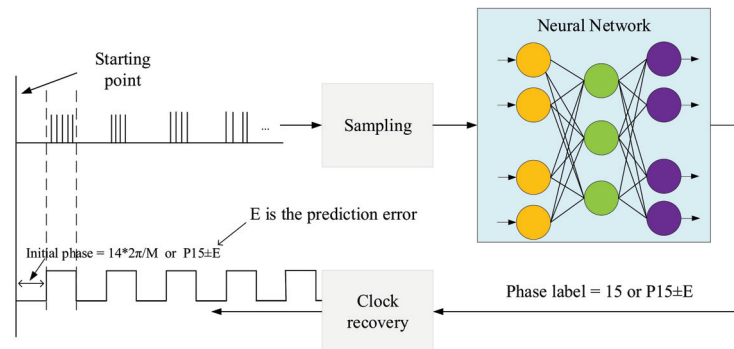 Neural Network
Starting
point
...
Sampling
E is the prediction error
Initial phase = 14*2π/M or P15±E
Clock
recovery
Phase label = 15 or P15±E